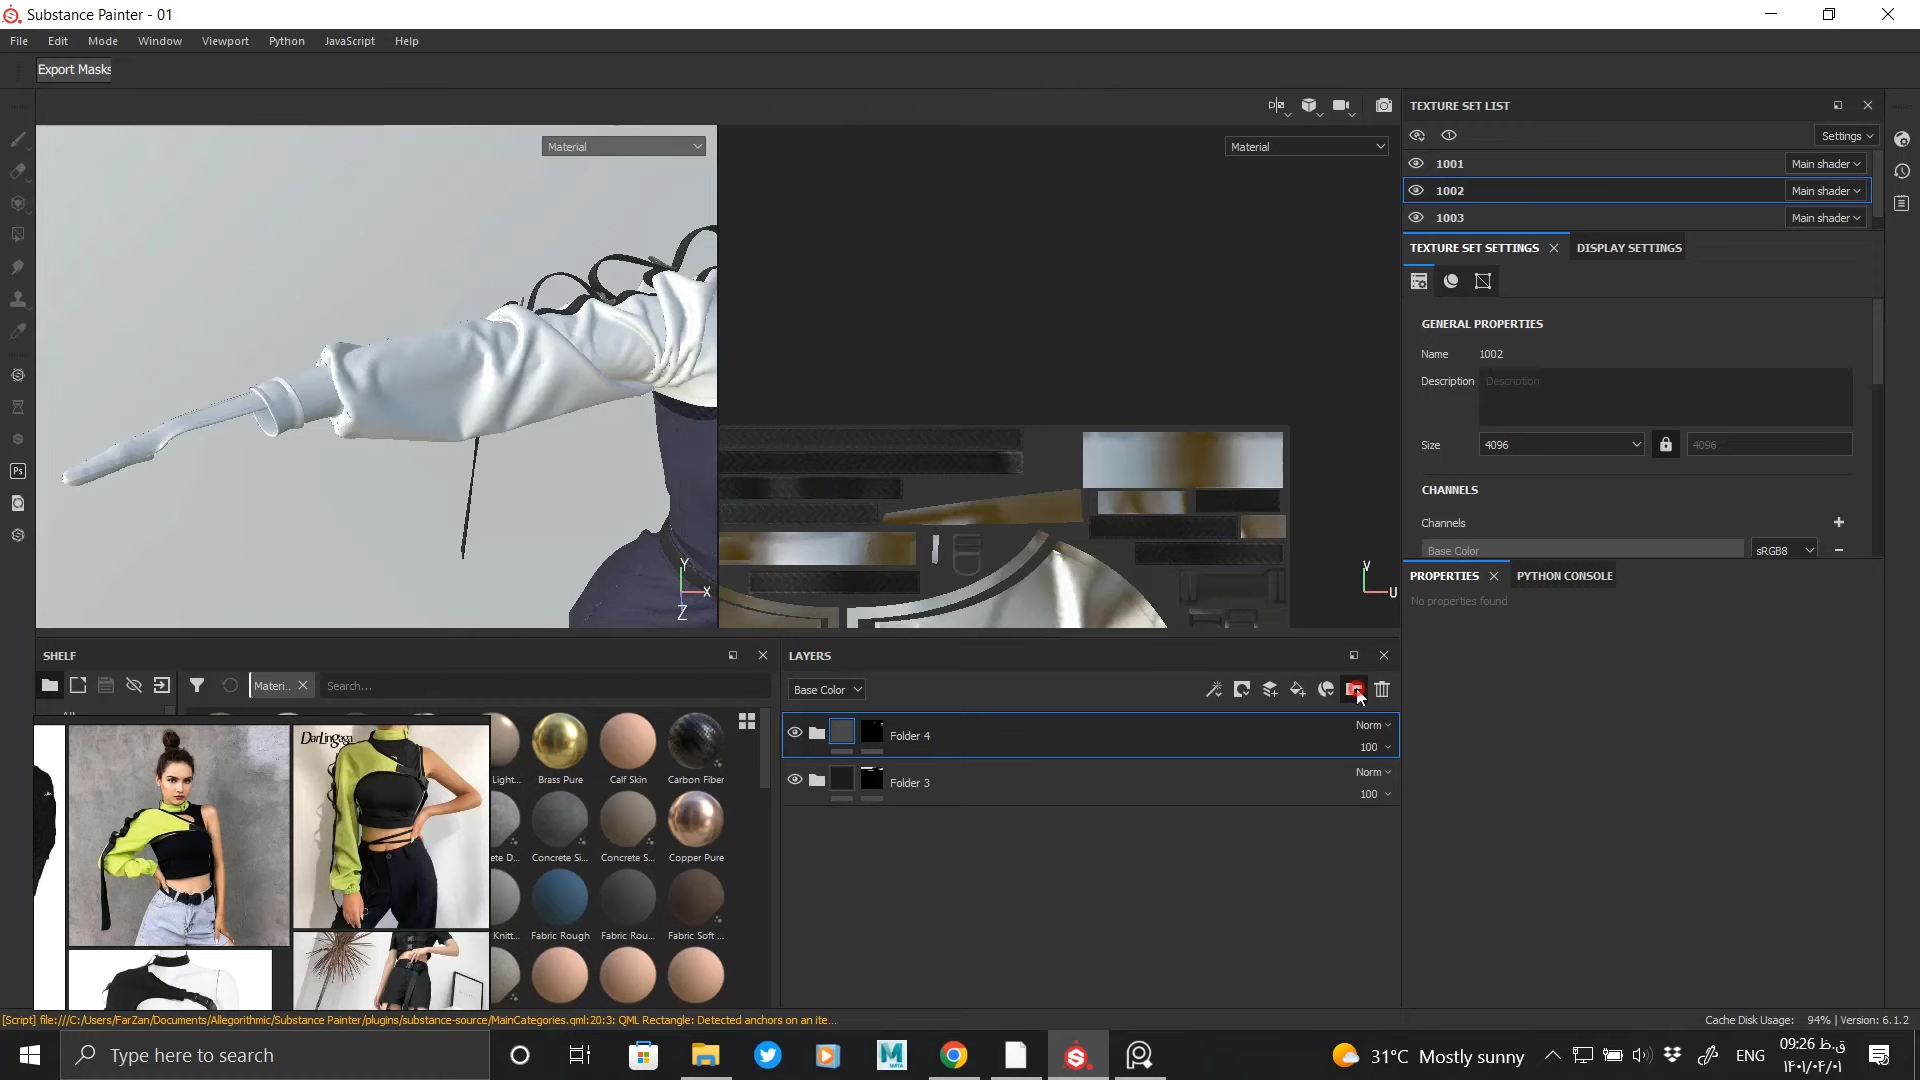 Substance Painter - 01
File Edit Mode Window Viewport Python JavaScript Help
Export Masks
Material
Material
TEXTURE SET LIST
Settings
1001 Main shader
1002 Main shader
1003 Main shader
TEXTURE SET SETTINGS DISPLAY SETTINGS
GENERAL PROPERTIES
Name 1002
Description Description
Size 4096 4096
CHANNELS
Channels
Base Color sRGB8
PROPERTIES PYTHON CONSOLE
No properties found
Y
X
Z
V
U
SHELF
Materi..
Search...
Ps
DarLingaga
Light... Brass Pure Calf Skin Carbon Fiber
ete D... Concrete Si... Concrete S... Copper Pure
Knitt... Fabric Rough Fabric Rou... Fabric Soft ...
LAYERS
Base Color
Folder 4 Norm
100
Folder 3 Norm
100
[Script] file:///C:/Users/FarZan/Documents/Allegorithmic/Substance Painter/plugins/substance-source/MainCategories.qml:20:3: QML Rectangle: Detected anchors on an ite...
Cache Disk Usage: 94% | Version: 6.1.2
Type here to search
31°C Mostly sunny
ENG
09:26 ق.ظ
۱۴۰۱/۰۴/۰۱